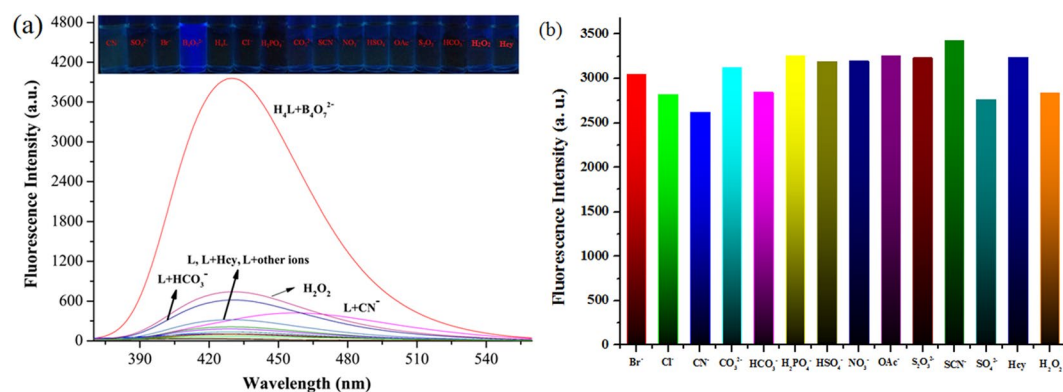 (a)
CN⁻ SO₄²⁻ Br⁻ B₄O₇²⁻ H₄L Cl⁻ H₂PO₄⁻ CO₃²⁻ SCN⁻ NO₃⁻ HSO₄⁻ OAc⁻ S₂O₃²⁻ HCO₃⁻ H₂O₂ Hcy
Fluorescence Intensity (a.u.)
4800
4200
3600
3000
2400
1800
1200
600
0
H₄L+B₄O₇²⁻
L, L+Hcy, L+other ions
L+HCO₃⁻
H₂O₂
L+CN⁻
390 420 450 480 510 540
Wavelength (nm)
(b)
Fluorescence Intensity (a. u.)
3500
3000
2500
2000
1500
1000
500
0
Br⁻ Cl⁻ CN⁻ CO₃²⁻ HCO₃⁻ H₂PO₄⁻ HSO₄⁻ NO₃⁻ OAc⁻ S₂O₃²⁻ SCN⁻ SO₄²⁻ Hcy H₂O₂